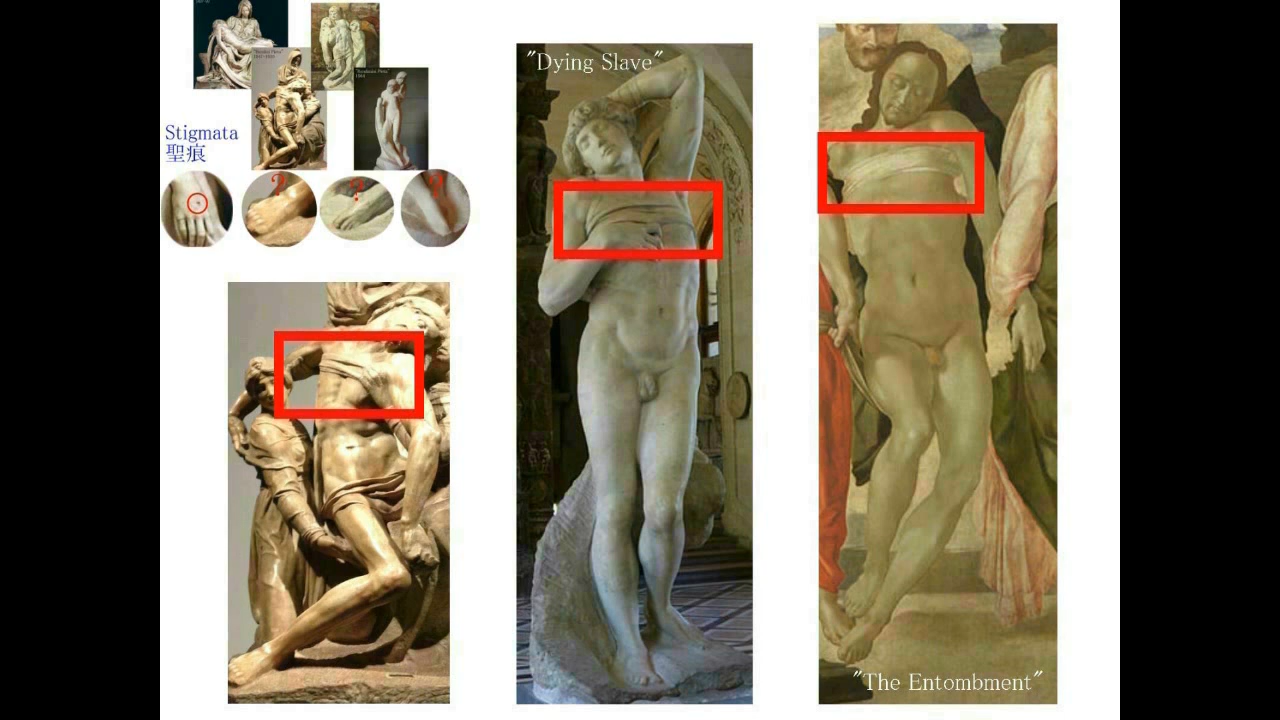 Stigmata
聖痕
"Dying Slave"
"The Entombment"